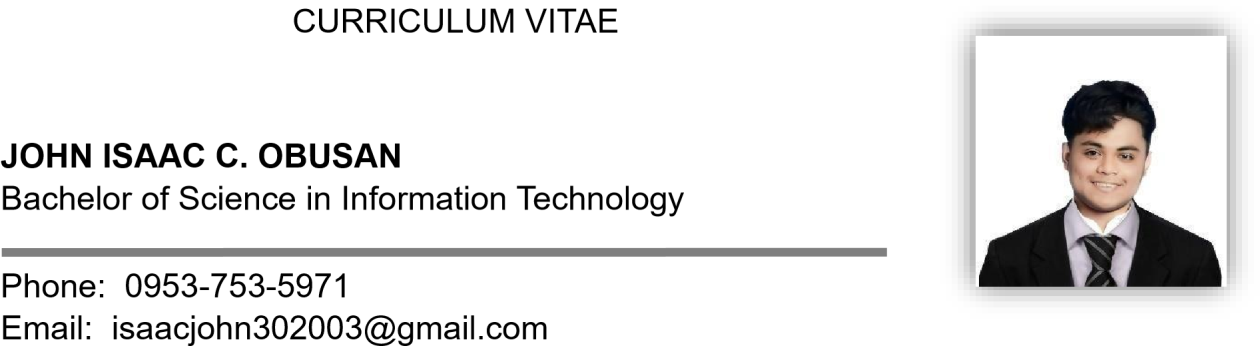 CURRICULUM VITAE
JOHN ISAAC C. OBUSAN
Bachelor of Science in Information Technology
Phone: 0953-753-5971
Email: isaacjohn302003@gmail.com